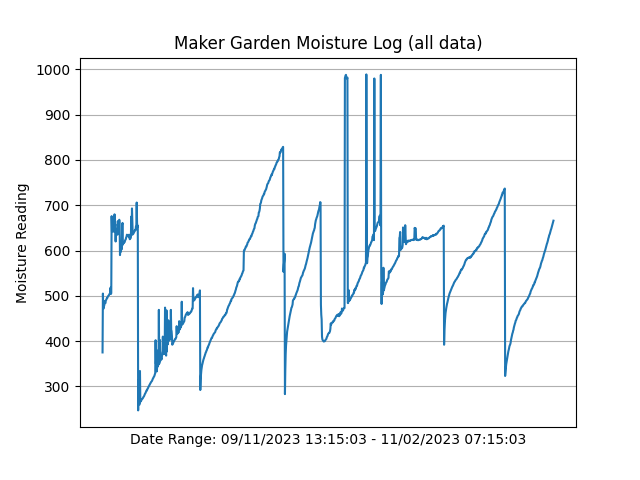 Maker Garden Moisture Log (all data)
1000
900
800
700
600
500
400
300
Moisture Reading
Date Range: 09/11/2023 13:15:03 - 11/02/2023 07:15:03